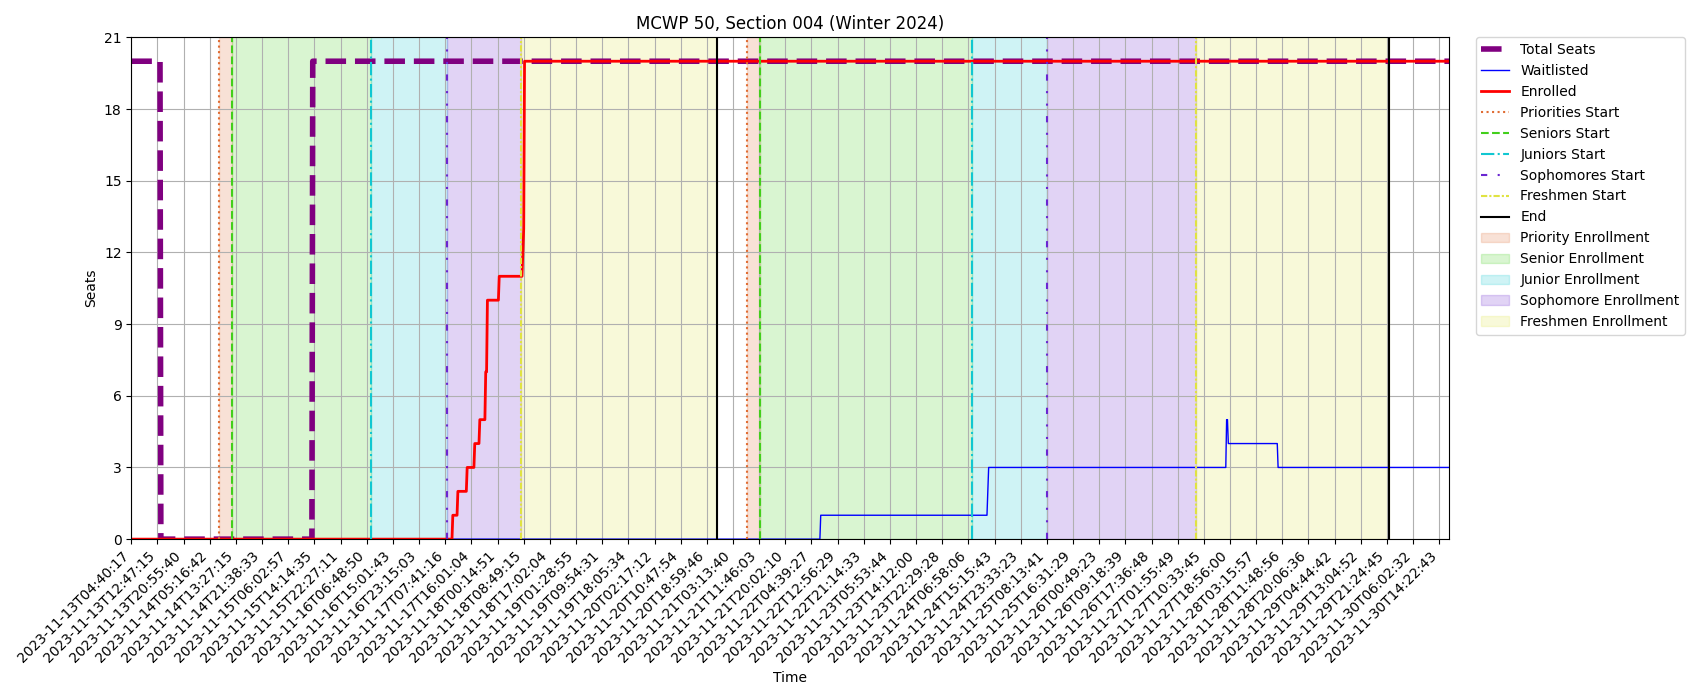 MCWP 50, Section 004 (Winter 2024)
Seats
21
18
15
12
9
6
3
0
2023-11-13T04:40:17
2023-11-13T12:47:15
2023-11-13T20:55:40
2023-11-14T05:16:42
2023-11-14T13:27:15
2023-11-14T21:38:33
2023-11-15T06:02:57
2023-11-15T14:14:35
2023-11-15T22:27:11
2023-11-16T06:48:50
2023-11-16T15:01:43
2023-11-16T23:15:03
2023-11-17T07:41:16
2023-11-17T16:01:04
2023-11-18T00:14:51
2023-11-18T08:49:15
2023-11-18T17:02:04
2023-11-19T01:28:55
2023-11-19T09:54:31
2023-11-19T18:05:34
2023-11-20T02:17:12
2023-11-20T10:47:54
2023-11-20T18:59:46
2023-11-21T03:13:40
2023-11-21T11:46:03
2023-11-21T20:02:10
2023-11-22T04:39:27
2023-11-22T12:56:29
2023-11-22T21:14:33
2023-11-23T05:53:44
2023-11-23T14:12:00
2023-11-23T22:29:28
2023-11-24T06:58:06
2023-11-24T15:15:43
2023-11-24T23:33:23
2023-11-25T08:13:41
2023-11-25T16:31:29
2023-11-26T00:49:23
2023-11-26T09:18:39
2023-11-26T17:36:48
2023-11-27T01:55:49
2023-11-27T10:33:45
2023-11-27T18:56:00
2023-11-28T03:15:57
2023-11-28T11:48:56
2023-11-28T20:06:36
2023-11-29T04:44:42
2023-11-29T13:04:52
2023-11-29T21:24:45
2023-11-30T06:02:32
2023-11-30T14:22:43
Time
Total Seats
Waitlisted
Enrolled
Priorities Start
Seniors Start
Juniors Start
Sophomores Start
Freshmen Start
End
Priority Enrollment
Senior Enrollment
Junior Enrollment
Sophomore Enrollment
Freshmen Enrollment